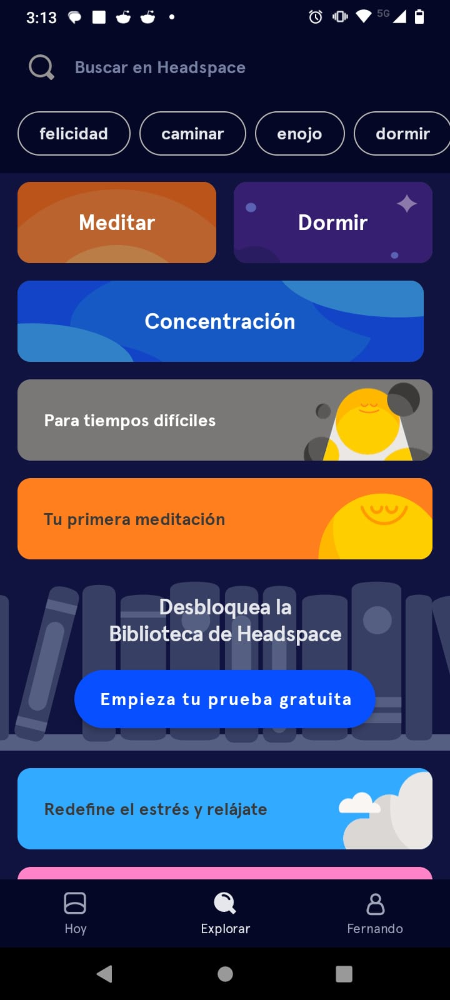 3:13
5G
Buscar en Headspace
felicidad
caminar
enojo
dormir
Meditar
Dormir
Concentración
Para tiempos difíciles
Tu primera meditación
Desbloquea la
Biblioteca de Headspace
Empieza tu prueba gratuita
Redefine el estrés y relájate
Hoy
Explorar
Fernando